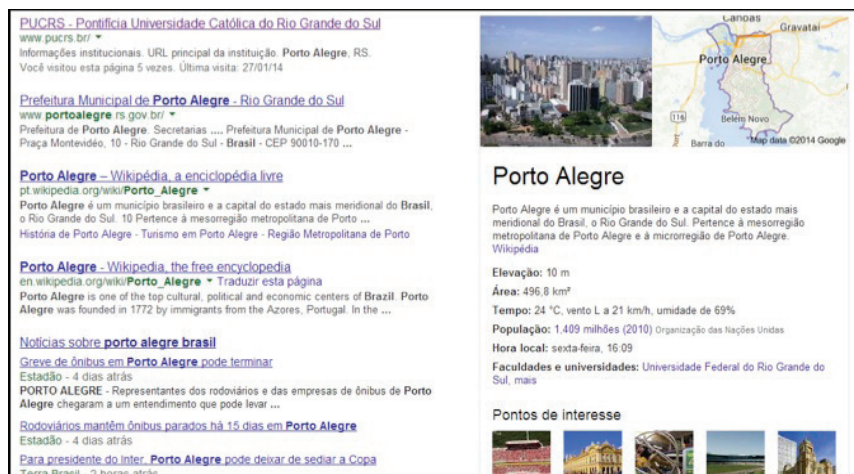 PUCRS - Pontifícia Universidade Católica do Rio Grande do Sul
www.pucrs.br/
Informações institucionais. URL principal da instituição. Porto Alegre, RS.
Você visitou esta página 5 vezes. Última visita: 27/01/14
Prefeitura Municipal de Porto Alegre - Rio Grande do Sul
www.portoalegre.rs.gov.br/
Prefeitura de Porto Alegre. Secretarias .... Prefeitura Municipal de Porto Alegre -
Praça Montevidéo, 10 - Rio Grande do Sul - Brasil - CEP 90010-170 ...
Porto Alegre – Wikipédia, a enciclopédia livre
pt.wikipedia.org/wiki/Porto_Alegre
Porto Alegre é um município brasileiro e a capital do estado mais meridional do Brasil,
o Rio Grande do Sul. 10 Pertence à mesorregião metropolitana de Porto ...
História de Porto Alegre - Turismo em Porto Alegre - Região Metropolitana de Porto
Porto Alegre - Wikipedia, the free encyclopedia
en.wikipedia.org/wiki/Porto_Alegre Traduzir esta página
Porto Alegre is one of the top cultural, political and economic centers of Brazil. Porto
Alegre was founded in 1772 by immigrants from the Azores, Portugal. In the ...
Notícias sobre porto alegre brasil
Greve de ônibus em Porto Alegre pode terminar
Estadão - 4 dias atrás
PORTO ALEGRE - Representantes dos rodoviários e das empresas de ônibus de Porto
Alegre chegaram a um entendimento que pode levar ...
Rodoviários mantêm ônibus parados há 15 dias em Porto Alegre
Estadão - 4 dias atrás
Para presidente do Inter, Porto Alegre pode deixar de sediar a Copa
Terra Brasil - 2 horas atrás
Canoas
Gravataí
Porto Alegre
116
Belém Novo
Barra do
Map data ©2014 Google
Porto Alegre
Porto Alegre é um município brasileiro e a capital do estado mais
meridional do Brasil, o Rio Grande do Sul. Pertence à mesorregião
metropolitana de Porto Alegre e à microrregião de Porto Alegre.
Wikipédia
Elevação: 10 m
Área: 496,8 km²
Tempo: 24 °C, vento L a 21 km/h, umidade de 69%
População: 1,409 milhões (2010) Organização das Nações Unidas
Hora local: sexta-feira, 16:09
Faculdades e universidades: Universidade Federal do Rio Grande do
Sul, mais
Pontos de interesse